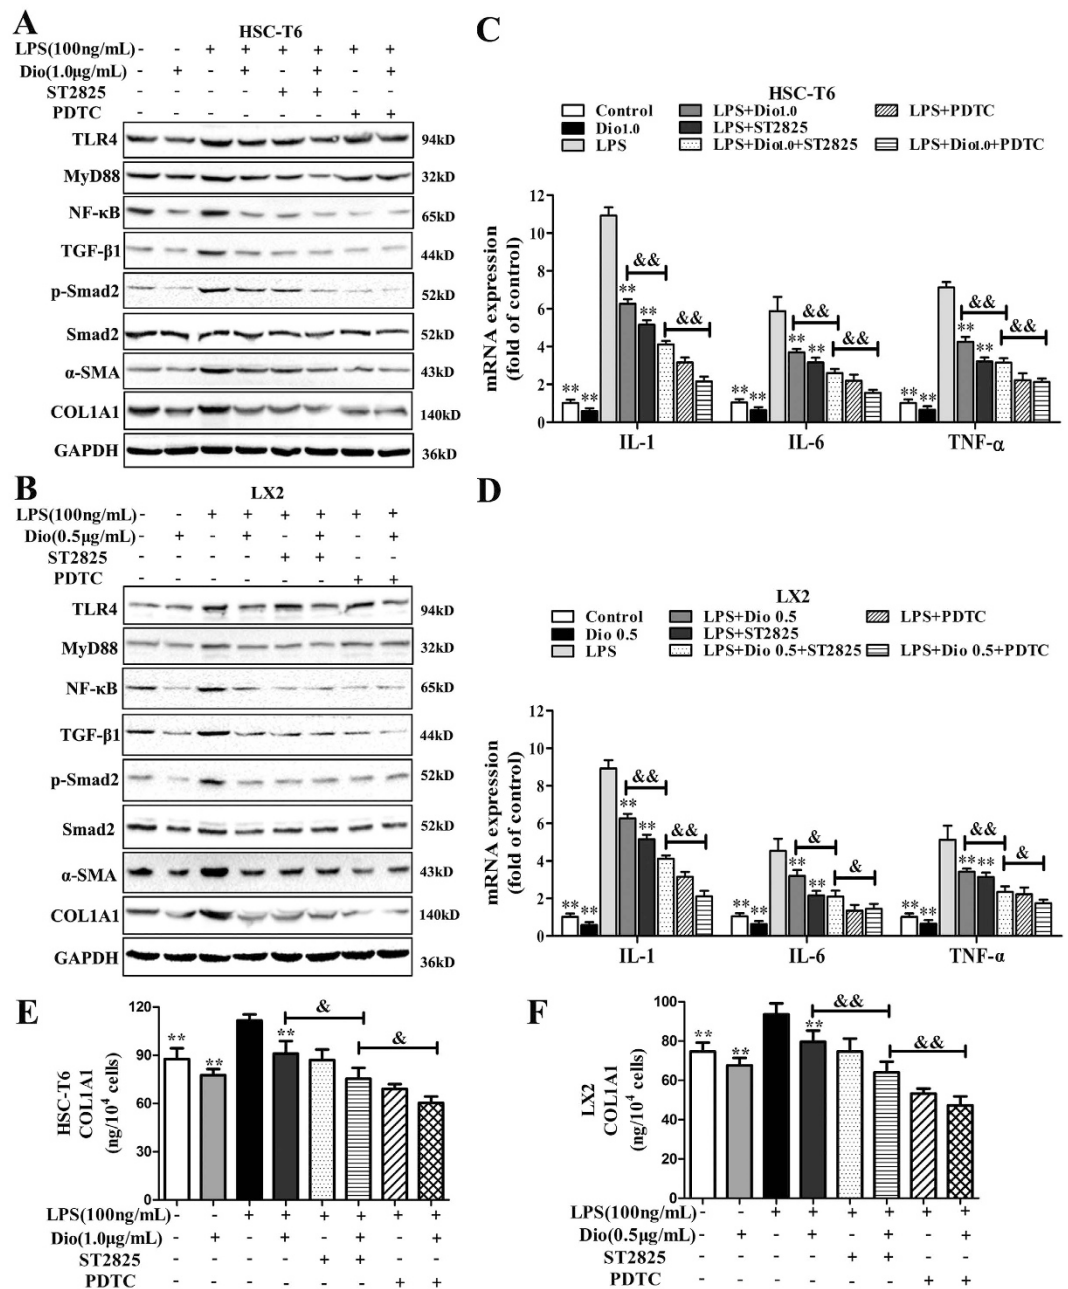 A
HSC-T6
LPS(100ng/mL) - - + + + + + +
Dio(1.0μg/mL) - + - + - + - +
ST2825 - - - - + + - -
PDTC - - - - - - + +
TLR4 94kD
MyD88 32kD
NF-κB 65kD
TGF-β1 44kD
p-Smad2 52kD
Smad2 52kD
α-SMA 43kD
COL1A1 140kD
GAPDH 36kD
B
LX2
LPS(100ng/mL) - - + + + + + +
Dio(0.5μg/mL) - + - + - + - +
ST2825 - - - - + + - -
PDTC - - - - - - + +
TLR4 94kD
MyD88 32kD
NF-κB 65kD
TGF-β1 44kD
p-Smad2 52kD
Smad2 52kD
α-SMA 43kD
COL1A1 140kD
GAPDH 36kD
C
HSC-T6
Control LPS+Dio1.0 LPS+PDTC
Dio1.0 LPS+ST2825
LPS LPS+Dio1.0+ST2825 LPS+Dio1.0+PDTC
mRNA expression
(fold of control)
12
10
8
6
4
2
0
&& && &&
** ** && ** ** && ** ** &&
** ** ** ** ** **
IL-1 IL-6 TNF-α
D
LX2
Control LPS+Dio 0.5 LPS+PDTC
Dio 0.5 LPS+ST2825
LPS LPS+Dio 0.5+ST2825 LPS+Dio 0.5+PDTC
mRNA expression
(fold of control)
12
10
8
6
4
2
0
&& & &&
** ** && ** ** & ** ** &
** ** ** ** ** **
IL-1 IL-6 TNF-α
E
HSC-T6
COL1A1
(ng/10⁴ cells)
120
90
60
30
0
** ** ** & &
LPS(100ng/mL) - - + + + + + +
Dio(1.0μg/mL) - + - + - + - +
ST2825 - - - - + + - -
PDTC - - - - - - + +
F
LX2
COL1A1
(ng/10⁴ cells)
100
80
60
40
20
0
** ** ** && &&
LPS(100ng/mL) - - + + + + + +
Dio(0.5μg/mL) - + - + - + - +
ST2825 - - - - + + - -
PDTC - - - - - - + +